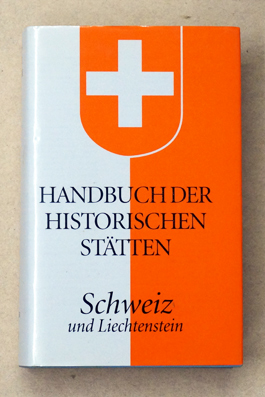 HANDBUCH DER
HISTORISCHEN
STÄTTEN
Schweiz
und Liechtenstein